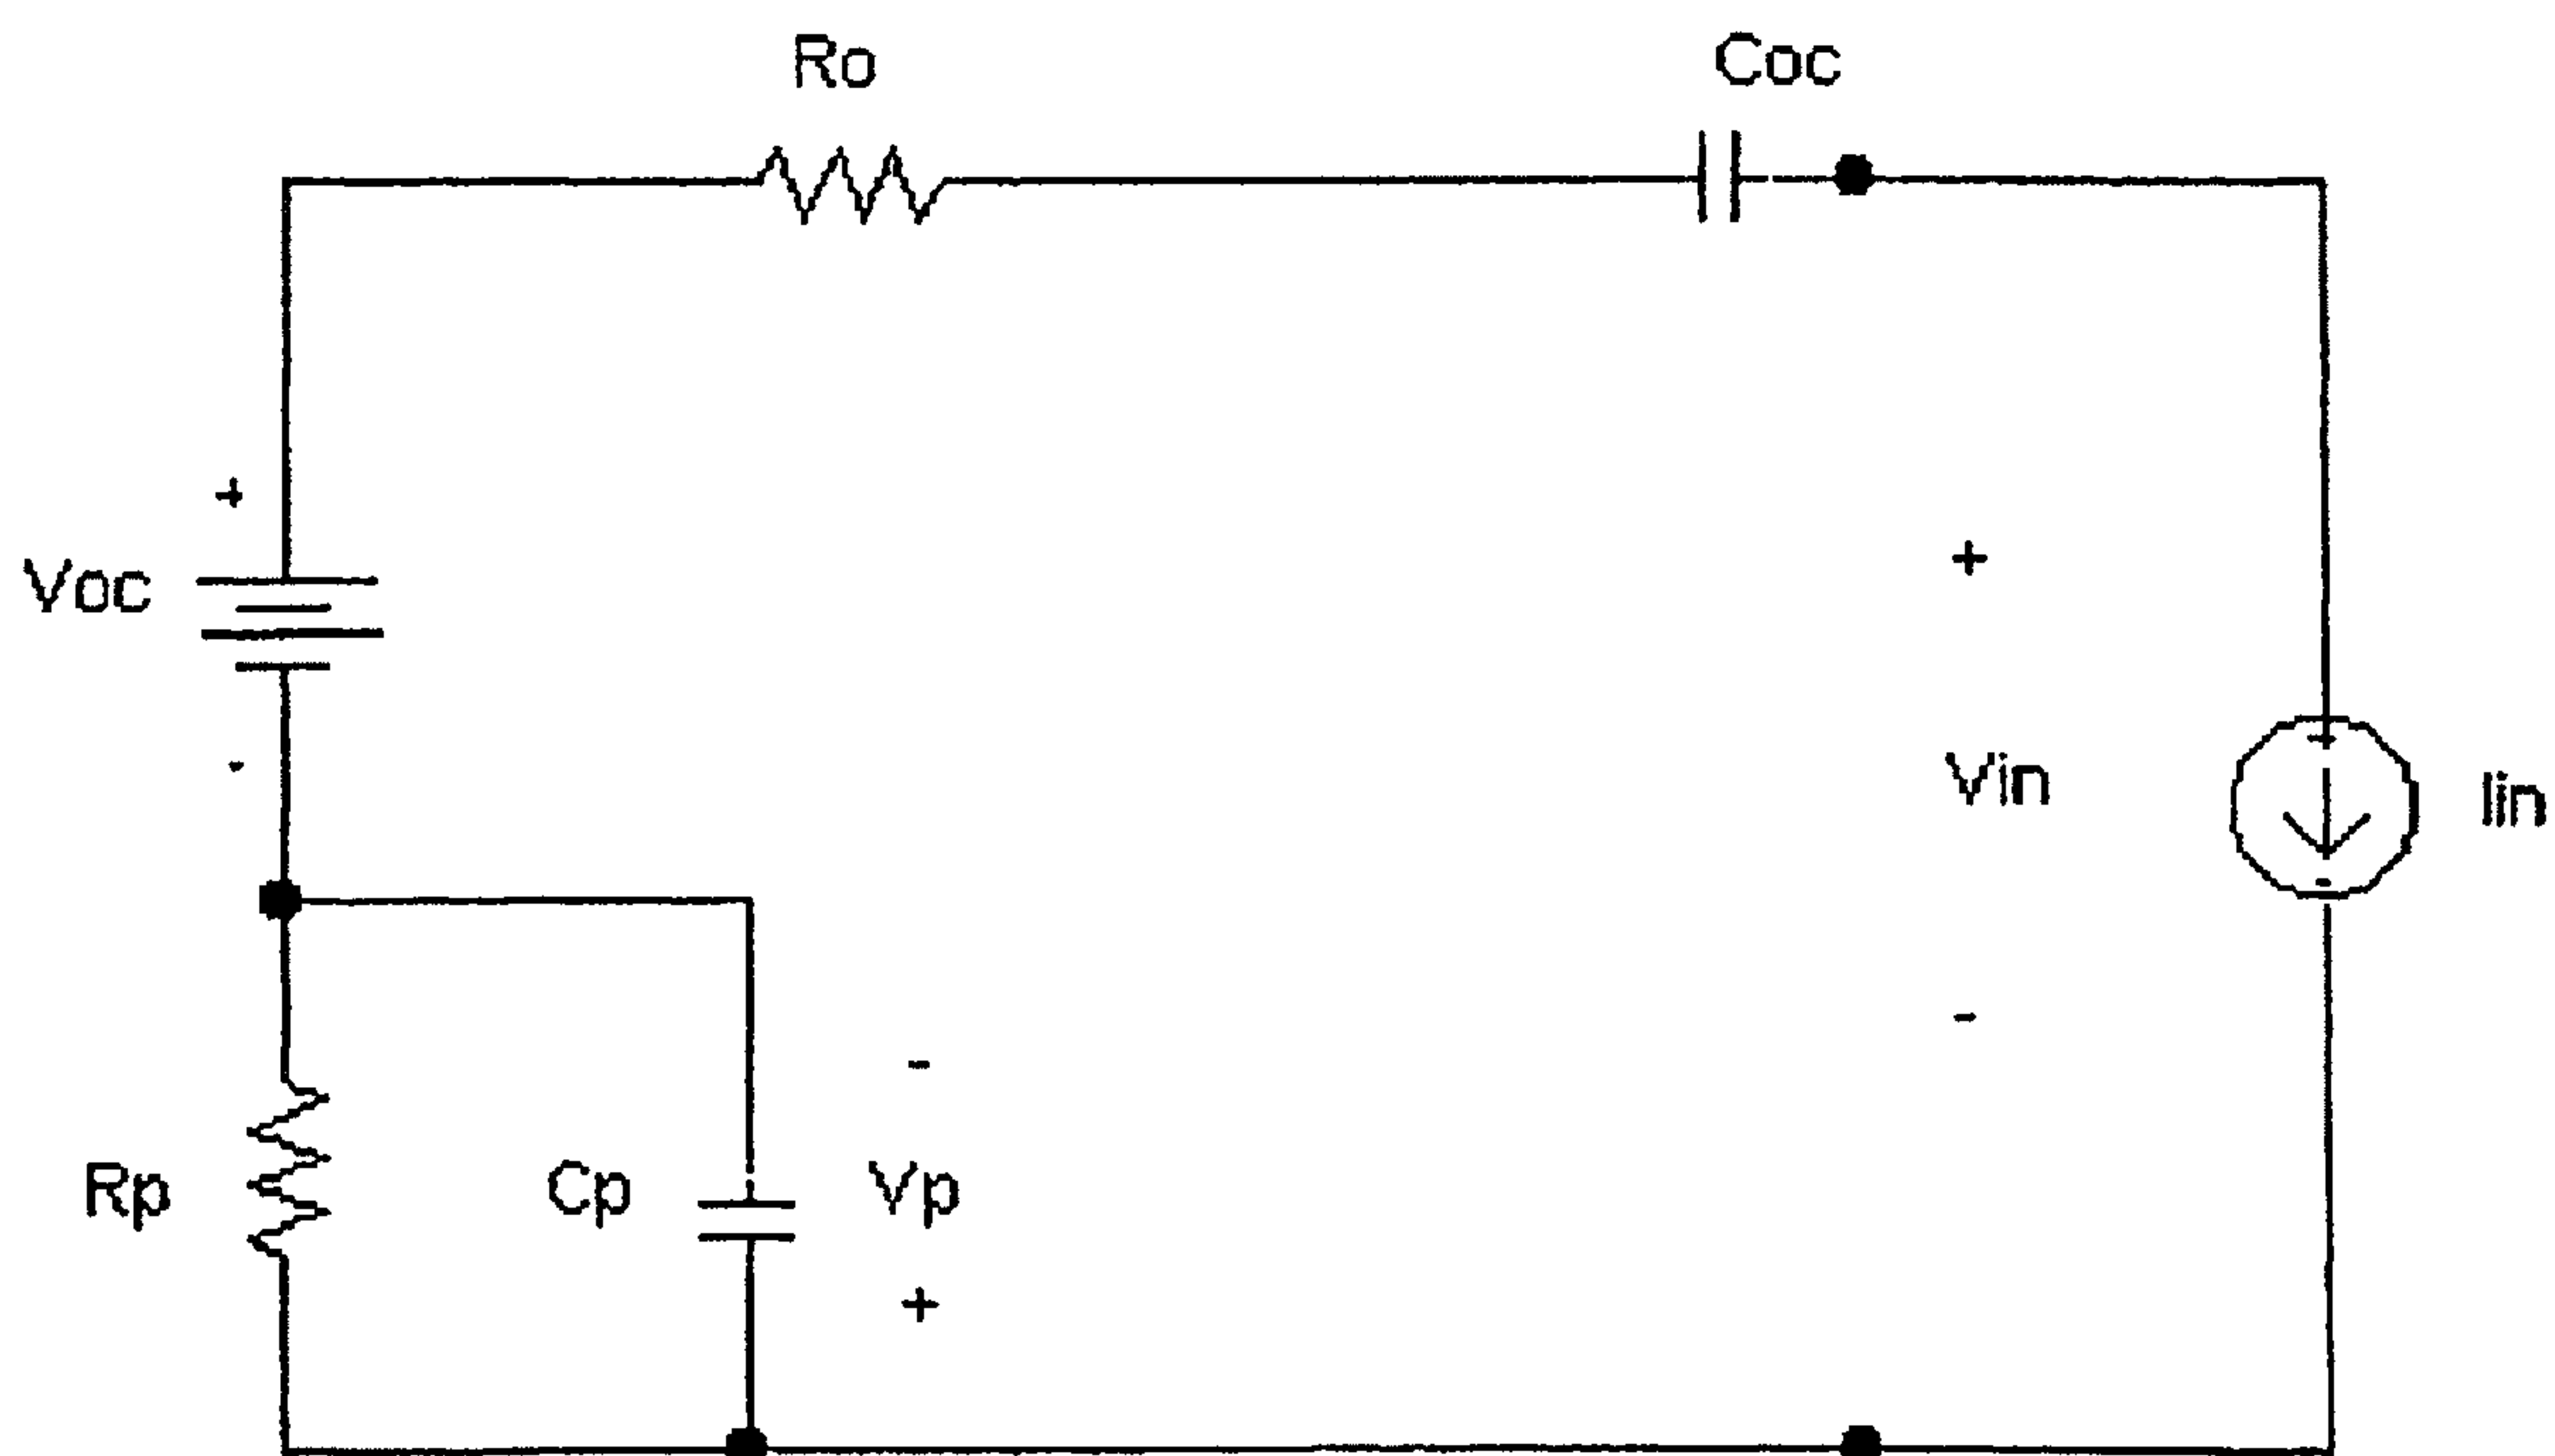 Ro
Coc
+
Voc
-
+
Vin
-
+
-
Iin
Rp
Cp
-
Vp
+